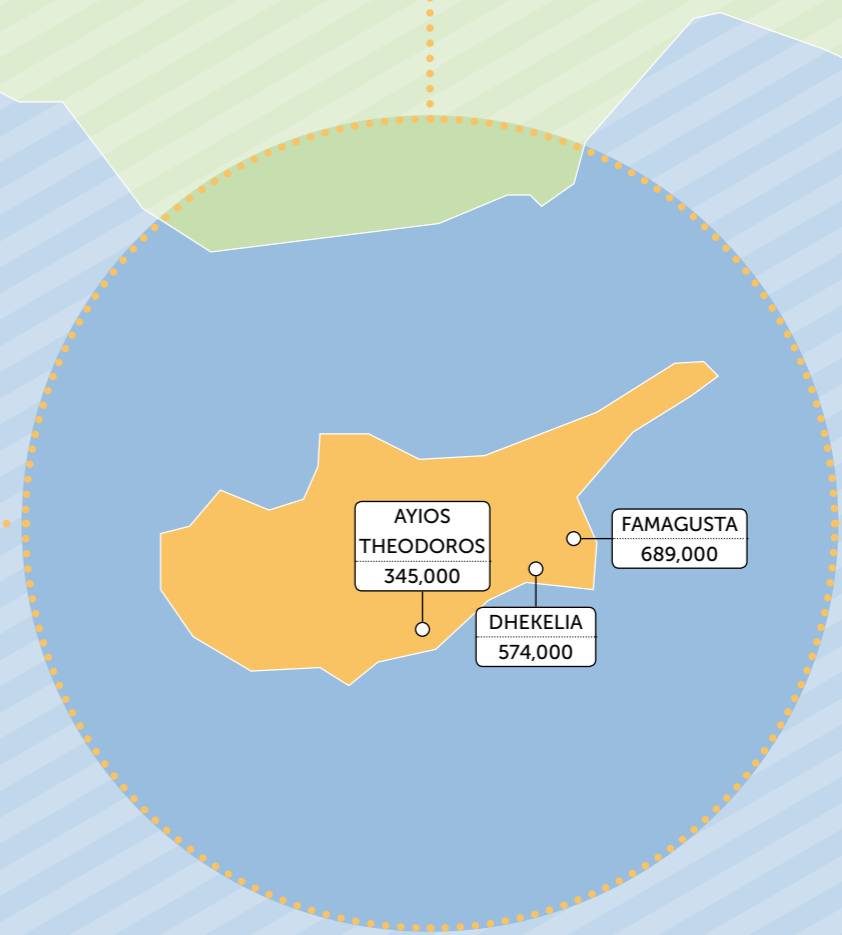 AYIOS
THEODOROS
345,000
FAMAGUSTA
689,000
DHEKELIA
574,000